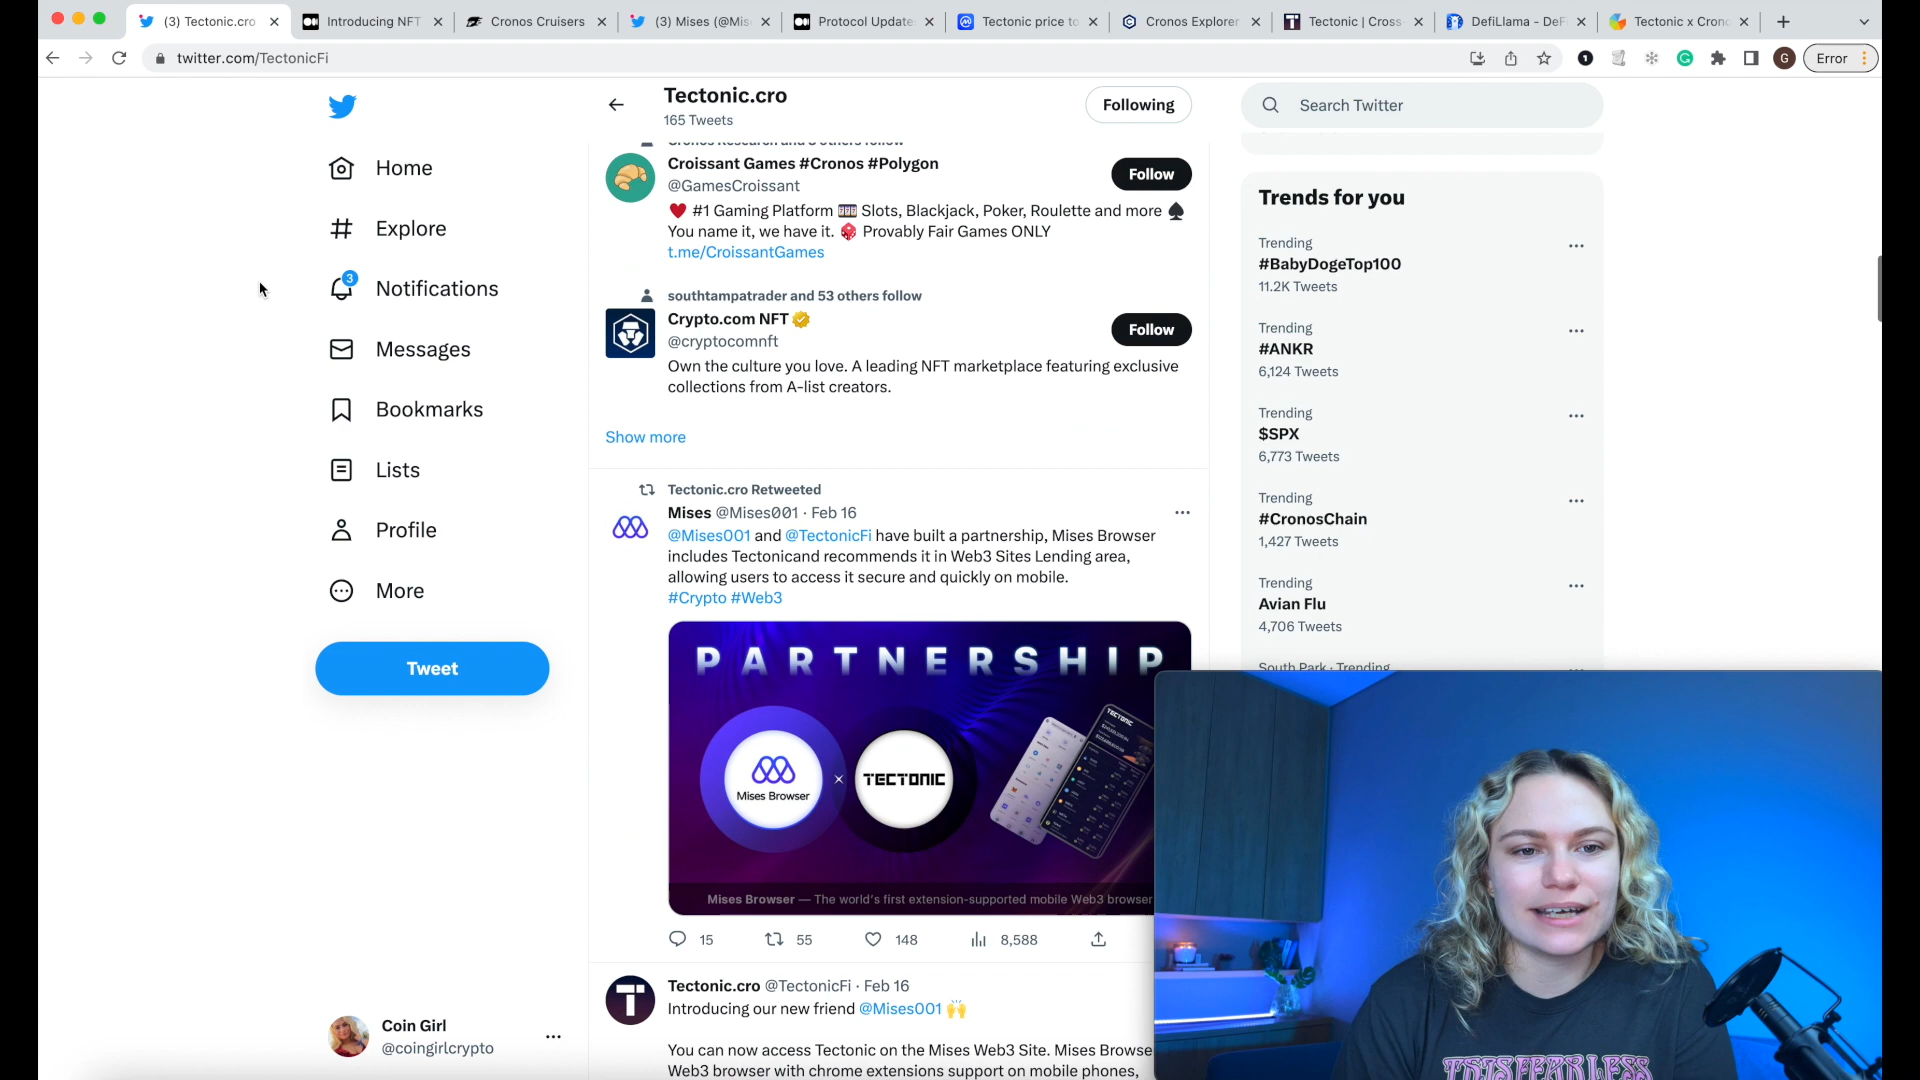 (3) Tectonic.cro
Introducing NFT
Cronos Cruisers
(3) Mises (@Mis
Protocol Update
Tectonic price to
Cronos Explorer
Tectonic | Cross
DefiLlama - DeF
Tectonic x Cron
twitter.com/TectonicFi
G
Error
Tectonic.cro
165 Tweets
Following
Search Twitter
Home
Explore
3
Notifications
Messages
Bookmarks
Lists
Profile
More
Tweet
Coin Girl
@coingirlcrypto
Croissant Games #Cronos #Polygon
@GamesCroissant
Follow
♥️ #1 Gaming Platform 🎰 Slots, Blackjack, Poker, Roulette and more ♠️
You name it, we have it. 🎲 Provably Fair Games ONLY
t.me/CroissantGames
southtampatrader and 53 others follow
Crypto.com NFT
@cryptocomnft
Follow
Own the culture you love. A leading NFT marketplace featuring exclusive
collections from A-list creators.
Show more
Tectonic.cro Retweeted
Mises @Mises001 · Feb 16
@Mises001 and @TectonicFi have built a partnership, Mises Browser
includes Tectonicand recommends it in Web3 Sites Lending area,
allowing users to access it secure and quickly on mobile.
#Crypto #Web3
PARTNERSHIP
Mises Browser
×
TECTONIC
TECTONIC
Mises Browser — The world's first extension-supported mobile Web3 browser
15
55
148
8,588
Tectonic.cro @TectonicFi · Feb 16
Introducing our new friend @Mises001 🙌
You can now access Tectonic on the Mises Web3 Site. Mises Browse
Web3 browser with chrome extensions support on mobile phones,
Trends for you
Trending
#BabyDogeTop100
11.2K Tweets
Trending
#ANKR
6,124 Tweets
Trending
$SPX
6,773 Tweets
Trending
#CronosChain
1,427 Tweets
Trending
Avian Flu
4,706 Tweets
South Park · Trending